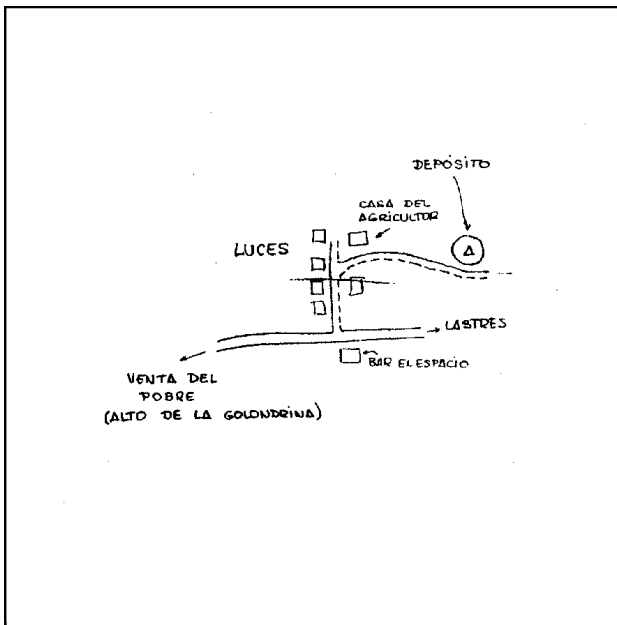 DEPÓSITO
CASA DEL
AGRICULTOR
LUCES
LASTRES
BAR EL ESPACIO
VENTA DEL
POBRE
(ALTO DE LA GOLONDRINA)